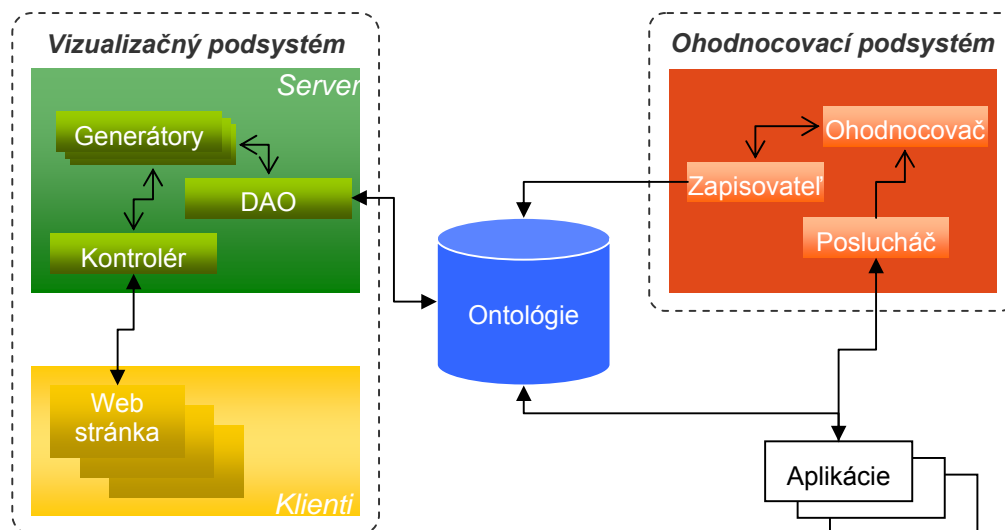 Vizualizačný podsystém
Server
Generátory
DAO
Kontrolér
Web
stránka
Klienti
Ontológie
Ohodnocovací podsystém
Ohodnocovač
Zapisovateľ
Poslucháč
Aplikácie